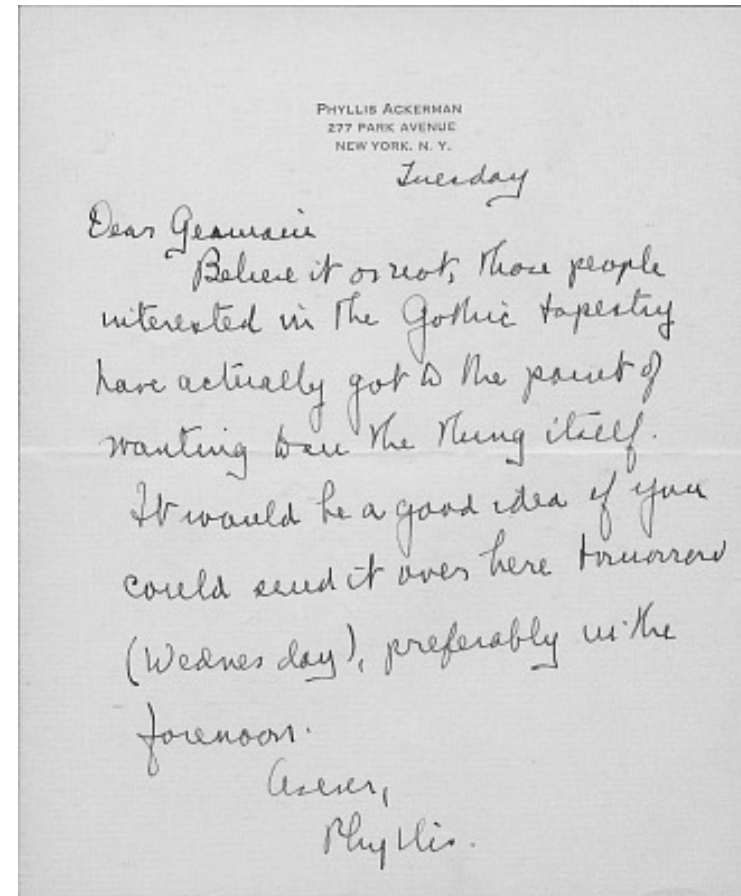 PHYLLIS ACKERMAN
277 PARK AVENUE
NEW YORK, N. Y.
Tuesday
Dear Germain
Believe it or not, those people
interested in the Gothic tapestry
have actually got to the point of
wanting to see the thing itself.
It would be a good idea if you
could send it over here tomorrow
(Wednesday), preferably in the
forenoon.
As ever,
Phyllis.